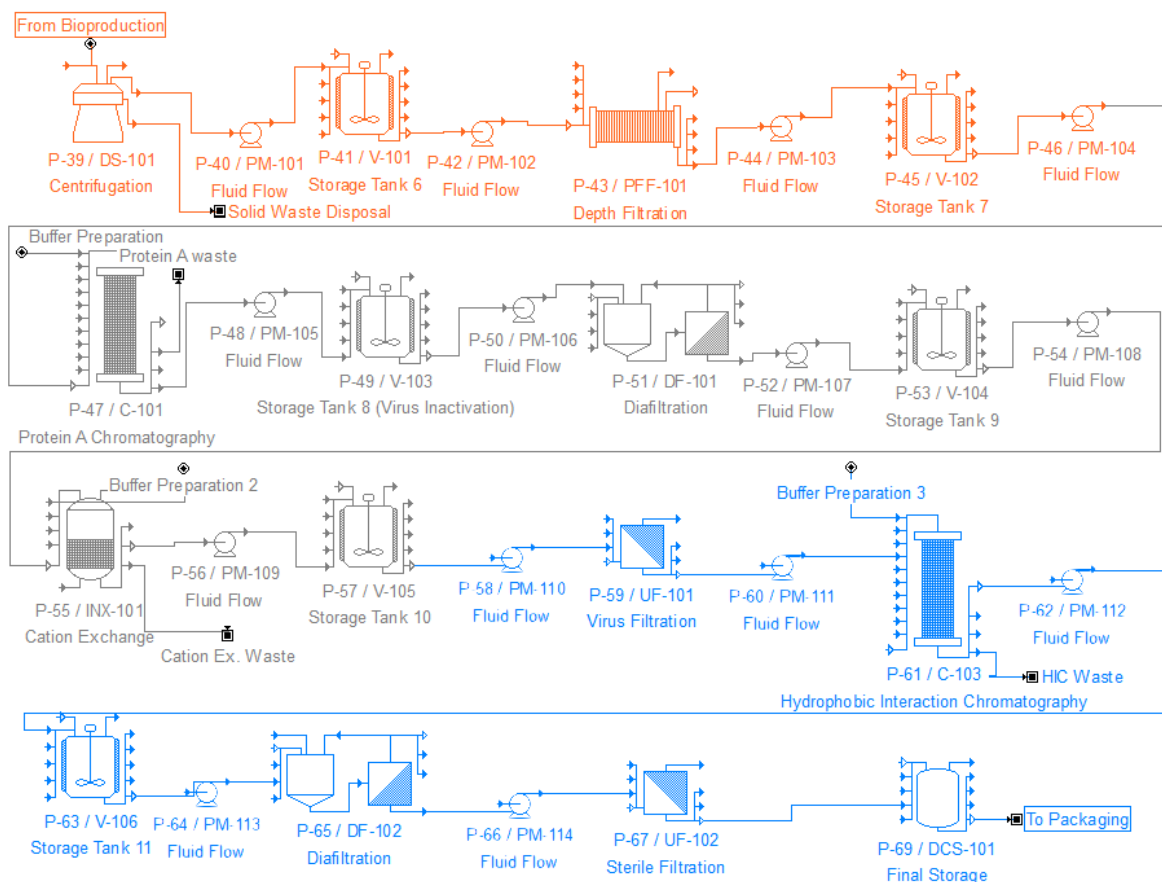 From Bioproduction
P-39 / DS-101
Centrifugation
P-40 / PM-101
Fluid Flow
Solid Waste Disposal
P-41 / V-101
Storage Tank 6
P-42 / PM-102
Fluid Flow
P-43 / PFF-101
Depth Filtration
P-44 / PM-103
Fluid Flow
P-45 / V-102
Storage Tank 7
P-46 / PM-104
Fluid Flow
Buffer Preparation
Protein A waste
P-47 / C-101
Protein A Chromatography
P-48 / PM-105
Fluid Flow
P-49 / V-103
Storage Tank 8 (Virus Inactivation)
P-50 / PM-106
Fluid Flow
P-51 / DF-101
Diafiltration
P-52 / PM-107
Fluid Flow
P-53 / V-104
Storage Tank 9
P-54 / PM-108
Fluid Flow
Buffer Preparation 2
P-55 / INX-101
Cation Exchange
P-56 / PM-109
Fluid Flow
Cation Ex. Waste
P-57 / V-105
Storage Tank 10
P-58 / PM-110
Fluid Flow
P-59 / UF-101
Virus Filtration
P-60 / PM-111
Fluid Flow
Buffer Preparation 3
P-61 / C-103
Hydrophobic Interaction Chromatography
HIC Waste
P-62 / PM-112
Fluid Flow
P-63 / V-106
Storage Tank 11
P-64 / PM-113
Fluid Flow
P-65 / DF-102
Diafiltration
P-66 / PM-114
Fluid Flow
P-67 / UF-102
Sterile Filtration
P-69 / DCS-101
Final Storage
To Packaging